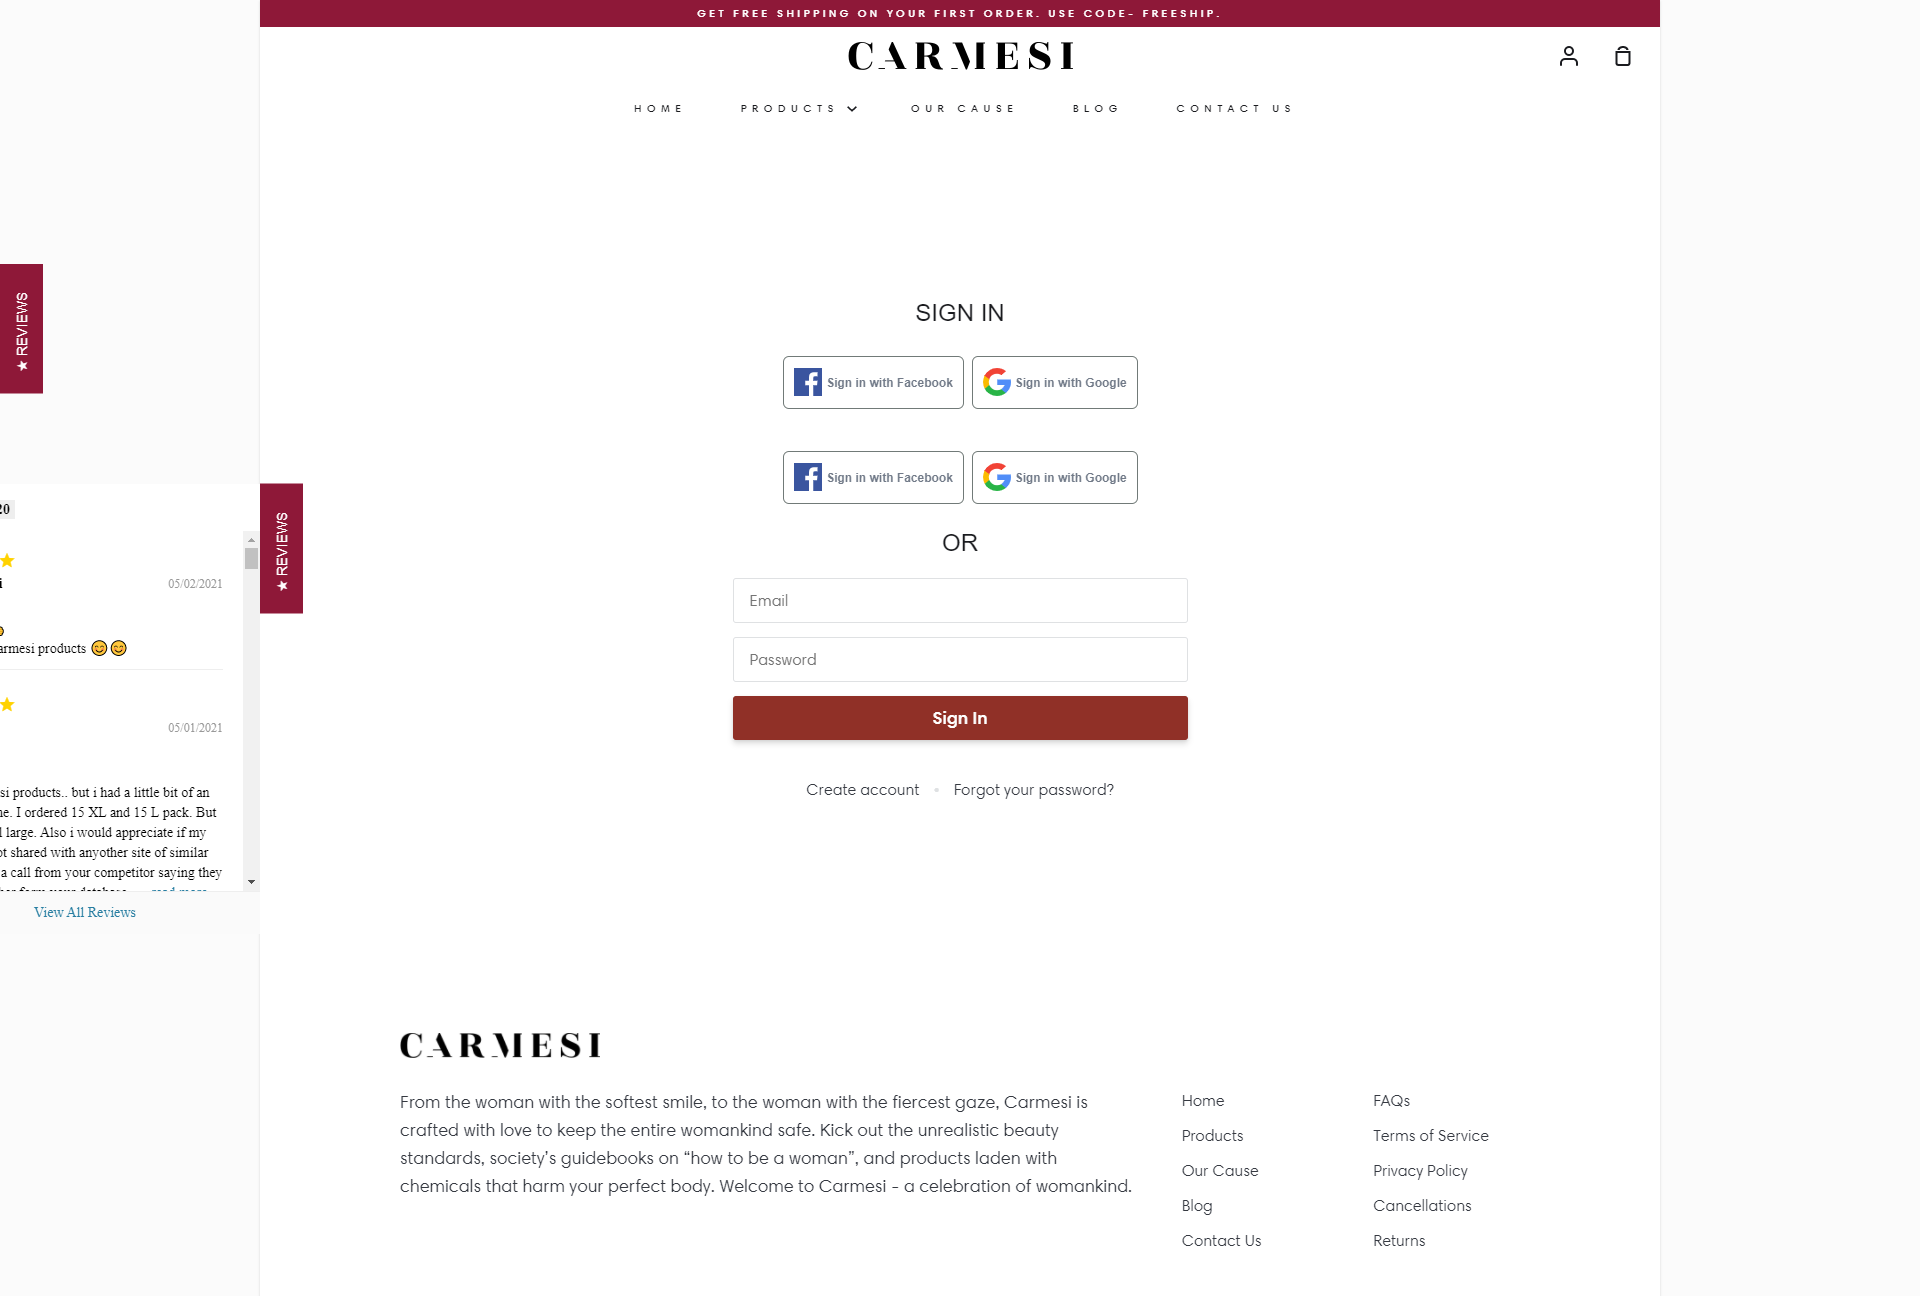 GET FREE SHIPPING ON YOUR FIRST ORDER. USE CODE- FREESHIP.
CARMESI
HOME
PRODUCTS
OUR CAUSE
BLOG
CONTACT US
★ REVIEWS
SIGN IN
Sign in with Facebook
Sign in with Google
Sign in with Facebook
Sign in with Google
★ REVIEWS
OR
Email
Password
Sign In
Create account
Forgot your password?
20
05/02/2021
armesi products 😊😊
05/01/2021
si products.. but i had a little bit of an
ne. I ordered 15 XL and 15 L pack. But
l large. Also i would appreciate if my
ot shared with anyother site of similar
a call from your competitor saying they
View All Reviews
CARMESI
From the woman with the softest smile, to the woman with the fiercest gaze, Carmesi is
crafted with love to keep the entire womankind safe. Kick out the unrealistic beauty
standards, society's guidebooks on “how to be a woman”, and products laden with
chemicals that harm your perfect body. Welcome to Carmesi - a celebration of womankind.
Home
Products
Our Cause
Blog
Contact Us
FAQs
Terms of Service
Privacy Policy
Cancellations
Returns